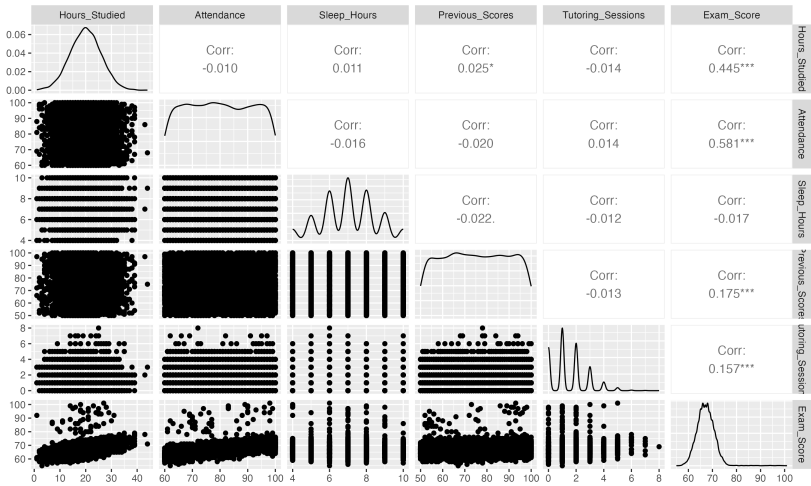 Hours_Studied Attendance Sleep_Hours Previous_Scores Tutoring_Sessions Exam_Score
0.06
0.04
0.02
0.00
Corr:
-0.010
Corr:
0.011
Corr:
0.025*
Corr:
-0.014
Corr:
0.445***
Hours_Studied
100
90
80
70
60
Corr:
-0.016
Corr:
-0.020
Corr:
0.014
Corr:
0.581***
Attendance
10
8
6
4
Corr:
-0.022.
Corr:
-0.012
Corr:
-0.017
Sleep_Hours
100
90
80
70
60
50
Corr:
-0.013
Corr:
0.175***
Previous_Scores
8
6
4
2
0
Corr:
0.157***
utoring_Session
100
90
80
70
60
Exam_Score
0 10 20 30 40 60 70 80 90 100 4 6 8 10 50 60 70 80 90 100 0 2 4 6 8 60 70 80 90 100